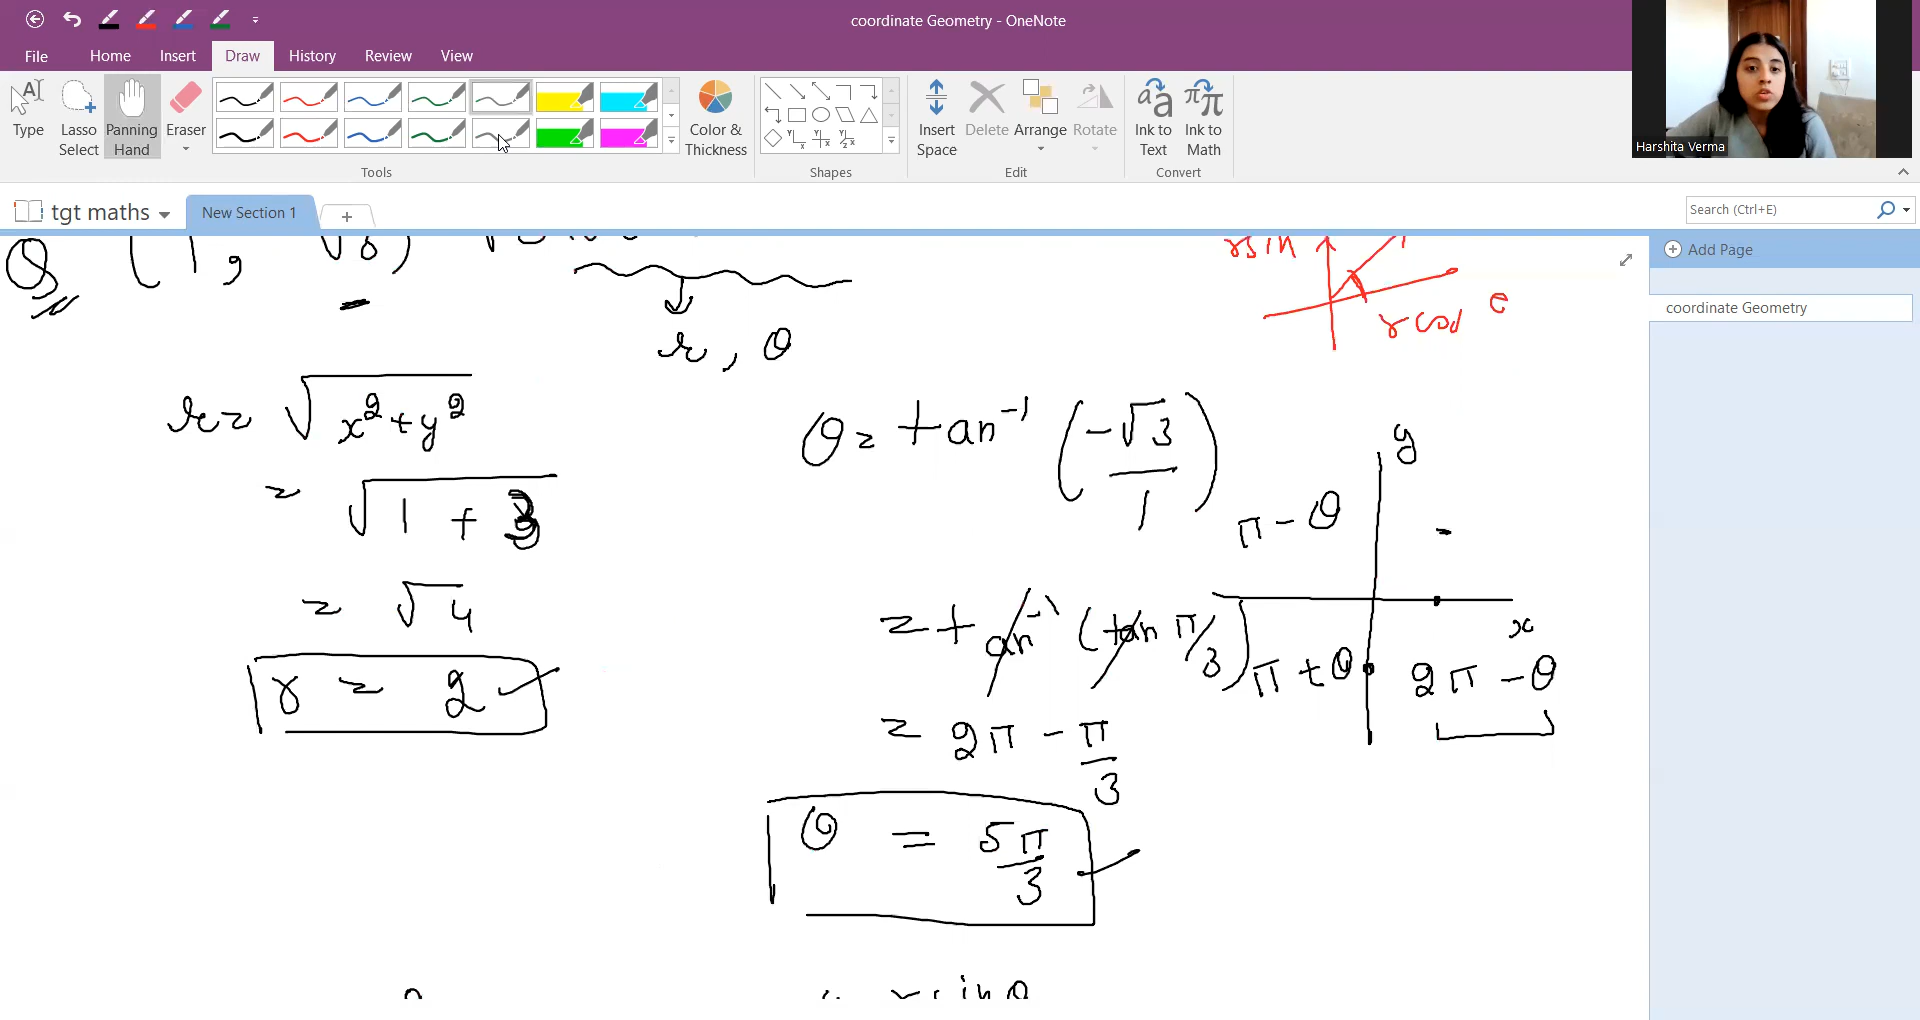 coordinate Geometry - OneNote
File Home Insert Draw History Review View
Type
Lasso Select
Panning Hand
Eraser
Color & Thickness
Insert Space
Delete
Arrange
Rotate
Ink to Text
Ink to Math
Tools
Shapes
Edit
Convert
Harshita Verma
tgt maths
New Section 1
Search (Ctrl+E)
Add Page
coordinate Geometry
r sin
r cos θ
r, θ
r = √x²+y²
= √1 + 3
= √4
r = 2
θ = tan⁻¹ (-√3/1)
= tan⁻¹ (tan π/3)
= 2π - π/3
θ = 5π/3
y
π - θ
x
π + θ
2π - θ
r sin θ